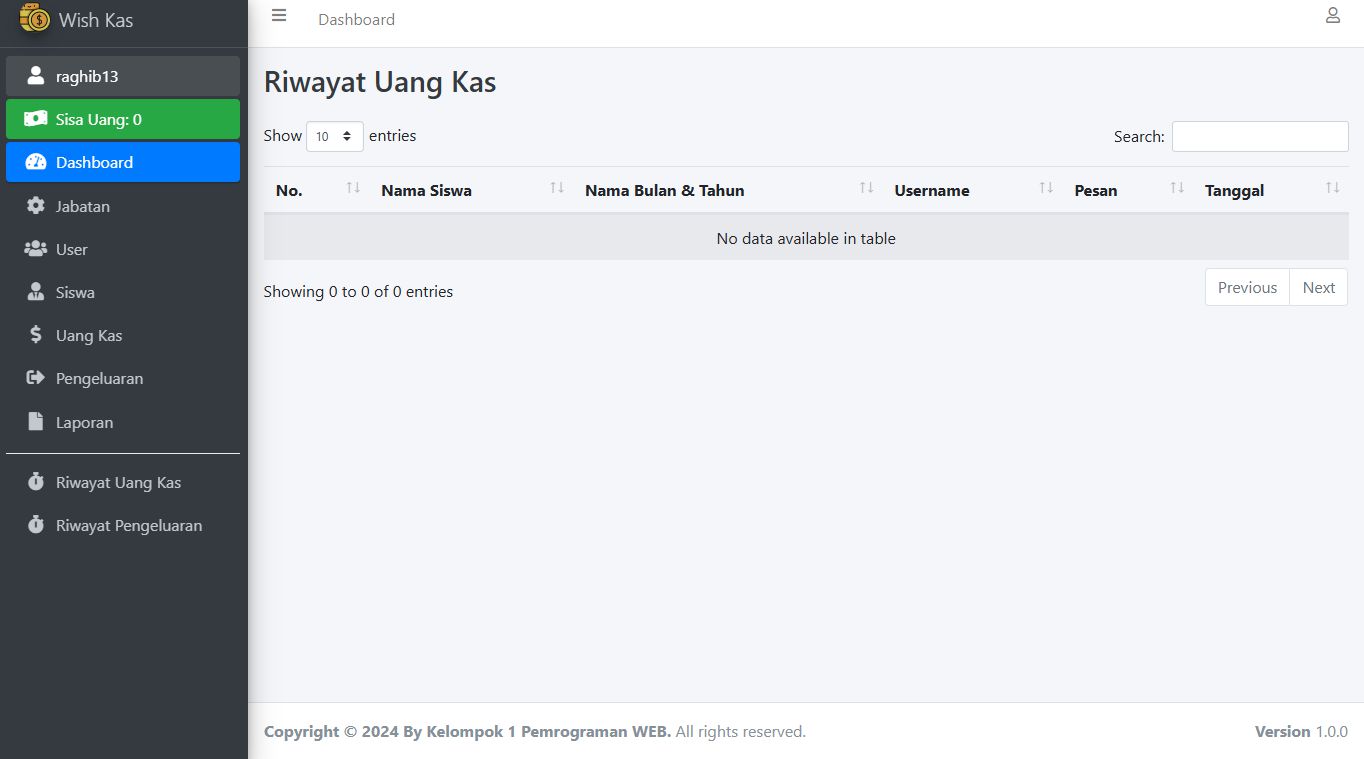 Wish Kas
Dashboard
raghib13
Sisa Uang: 0
Dashboard
Jabatan
User
Siswa
Uang Kas
Pengeluaran
Laporan
Riwayat Uang Kas
Riwayat Pengeluaran
Riwayat Uang Kas
Show 10 entries
Search:
No. Nama Siswa Nama Bulan & Tahun Username Pesan Tanggal
No data available in table
Showing 0 to 0 of 0 entries
Previous Next
Copyright © 2024 By Kelompok 1 Pemrograman WEB. All rights reserved.
Version 1.0.0